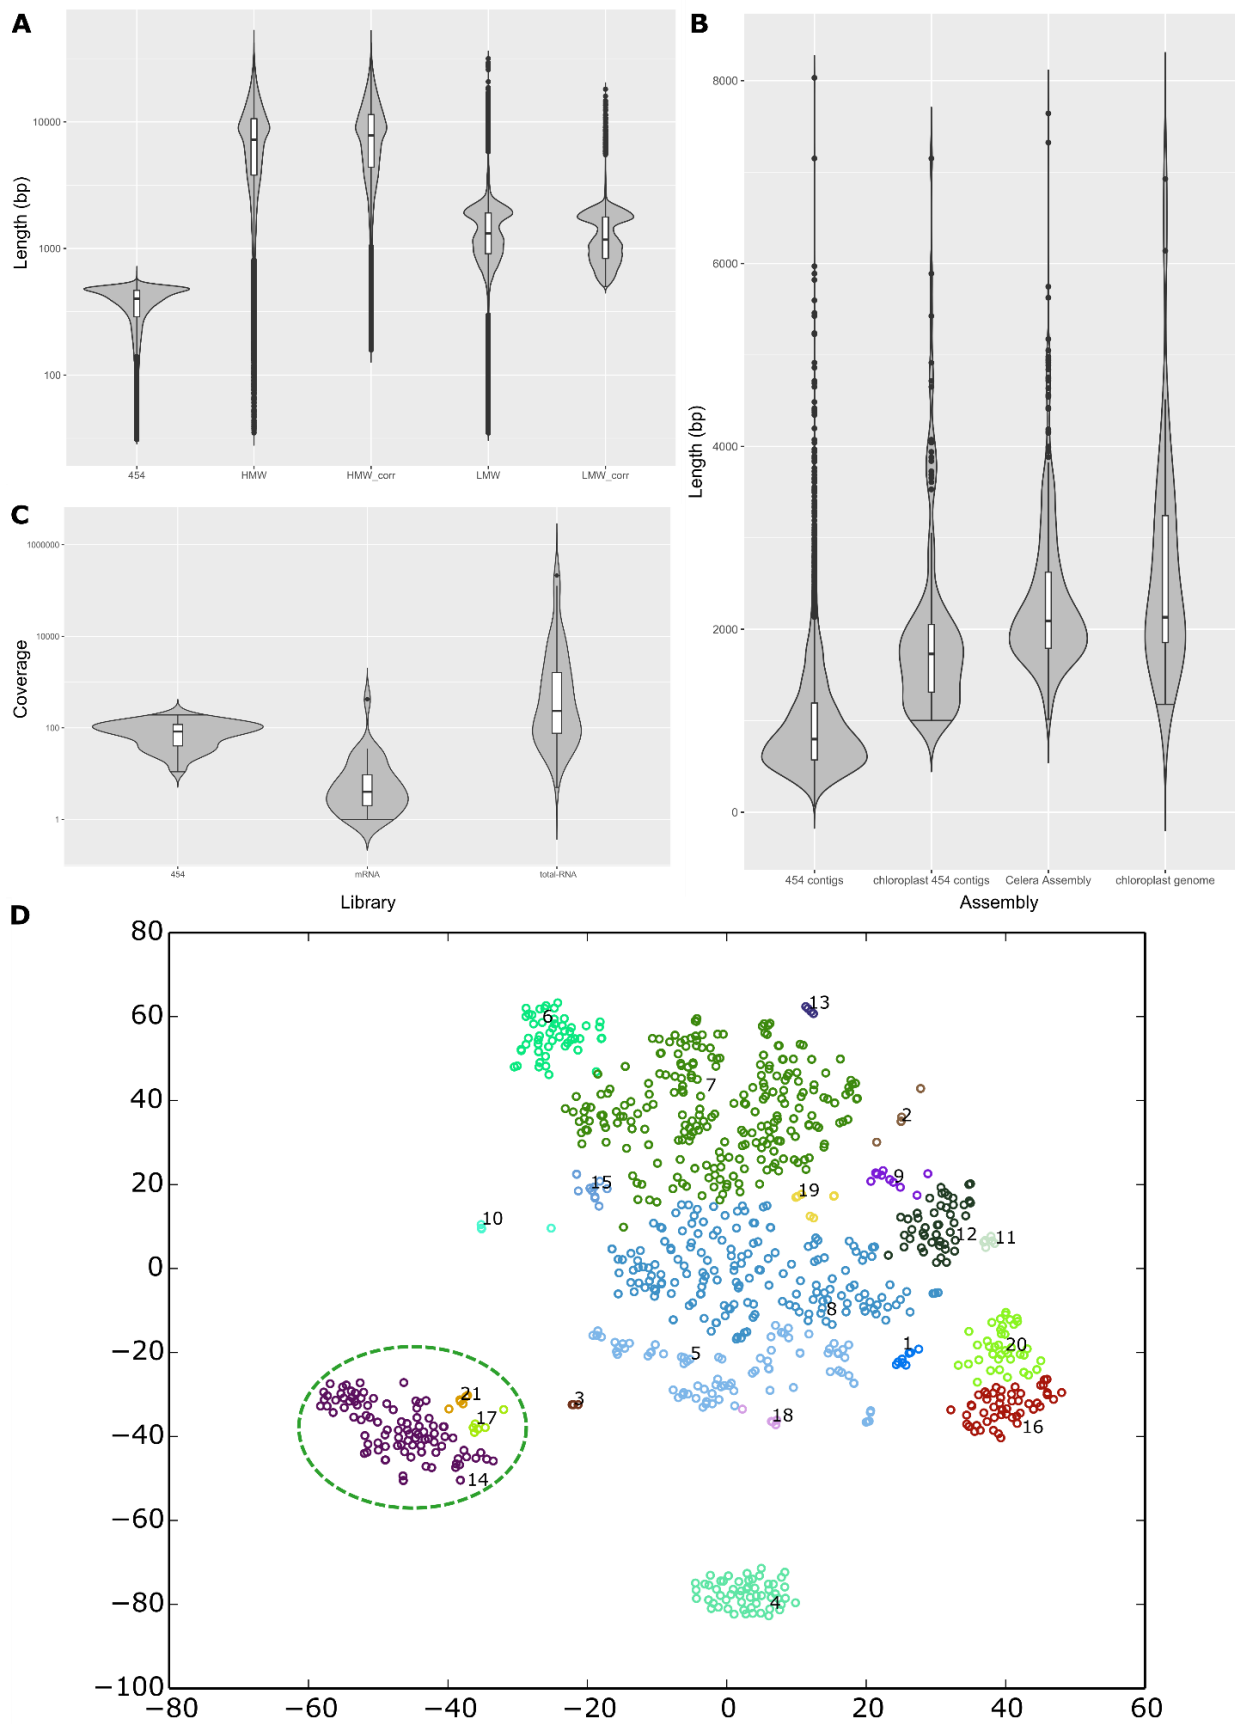 A
Length (bp)
10000
1000
100
454
HMW
HMW_corr
LMW
LMW_corr
B
Length (bp)
8000
6000
4000
2000
0
454 contigs
chloroplast 454 contigs
Celera Assembly
chloroplast genome
Assembly
C
Coverage
1000000
10000
100
1
454
mRNA
total-RNA
Library
D
80
60
40
20
0
−20
−40
−60
−80
−100
−80
−60
−40
−20
0
20
40
60
13
6
7
2
15
9
19
10
12
11
8
1
5
20
21
3
17
18
16
14
4